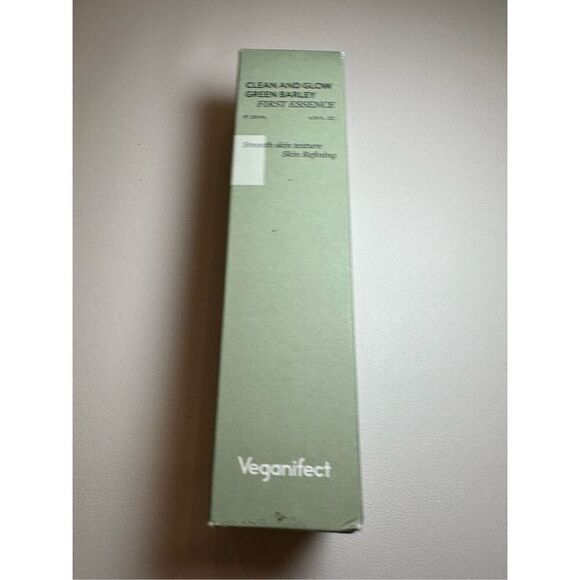 CLEAN AND GLOW
GREEN BARLEY
FIRST ESSENCE
Smooth skin texture
Skin Refining
Veganifect